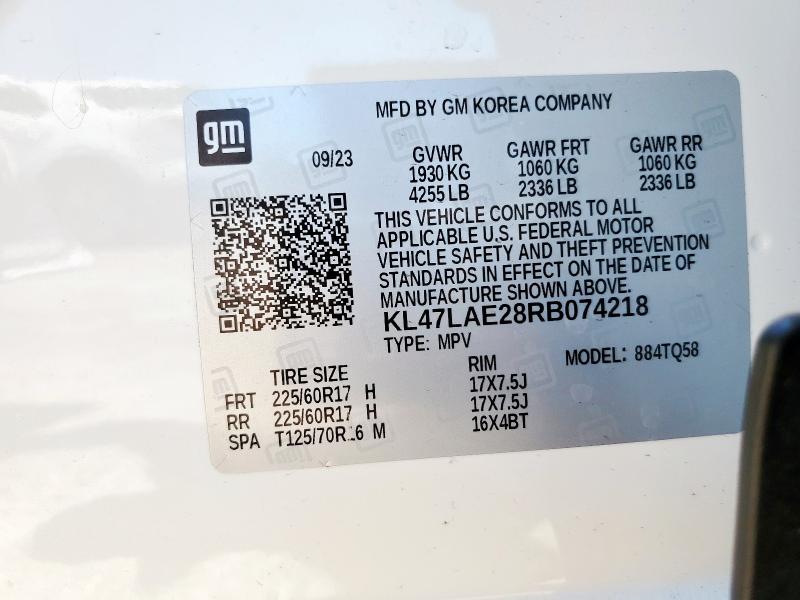 MFD BY GM KOREA COMPANY
gm
09/23
GVWR GAWR FRT GAWR RR
1930 KG 1060 KG 1060 KG
4255 LB 2336 LB 2336 LB
THIS VEHICLE CONFORMS TO ALL
APPLICABLE U.S. FEDERAL MOTOR
VEHICLE SAFETY AND THEFT PREVENTION
STANDARDS IN EFFECT ON THE DATE OF
MANUFACTURE SHOWN ABOVE.
KL47LAE28RB074218
TYPE: MPV MODEL: 884TQ58
TIRE SIZE RIM
FRT 225/60R17 H 17X7.5J
RR 225/60R17 H 17X7.5J
SPA T125/70R16 M 16X4BT